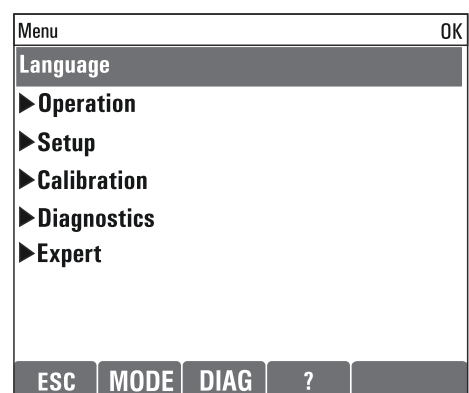 Menu OK
Language
▶Operation
▶Setup
▶Calibration
▶Diagnostics
▶Expert
ESC MODE DIAG ?